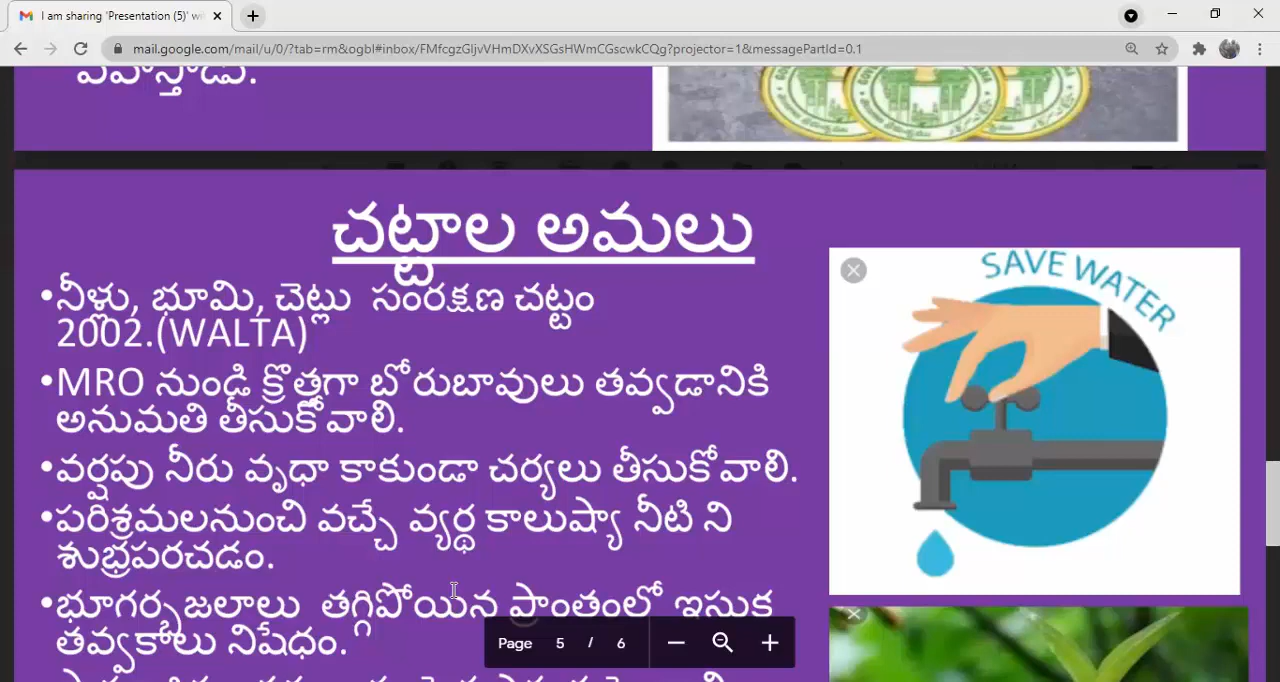 I am sharing 'Presentation (5)' wi
mail.google.com/mail/u/0/?tab=rm&ogbl#inbox/FMfcgzGljvVHmDXvXSGsHWmCGscwkCQg?projector=1&messagePartId=0.1
చట్టాల అమలు
SAVE WATER
•నీళ్లు, భూమి, చెట్లు సంరక్షణ చట్టం
2002.(WALTA)
•MRO నుండి క్రొత్తగా బోరుబావులు తవ్వడానికి
అనుమతి తీసుకోవాలి.
•వర్షపు నీరు వృధా కాకుండా చర్యలు తీసుకోవాలి.
•పరిశ్రమలనుంచి వచ్చే వ్యర్థ కాలుష్యా నీటి ని
శుభ్రపరచడం.
•భూగర్బజలాలు తగ్గిపోయిన ప్రాంతంలో ఇసుక
తవ్వకాలు నిషేధం.
Page 5 / 6